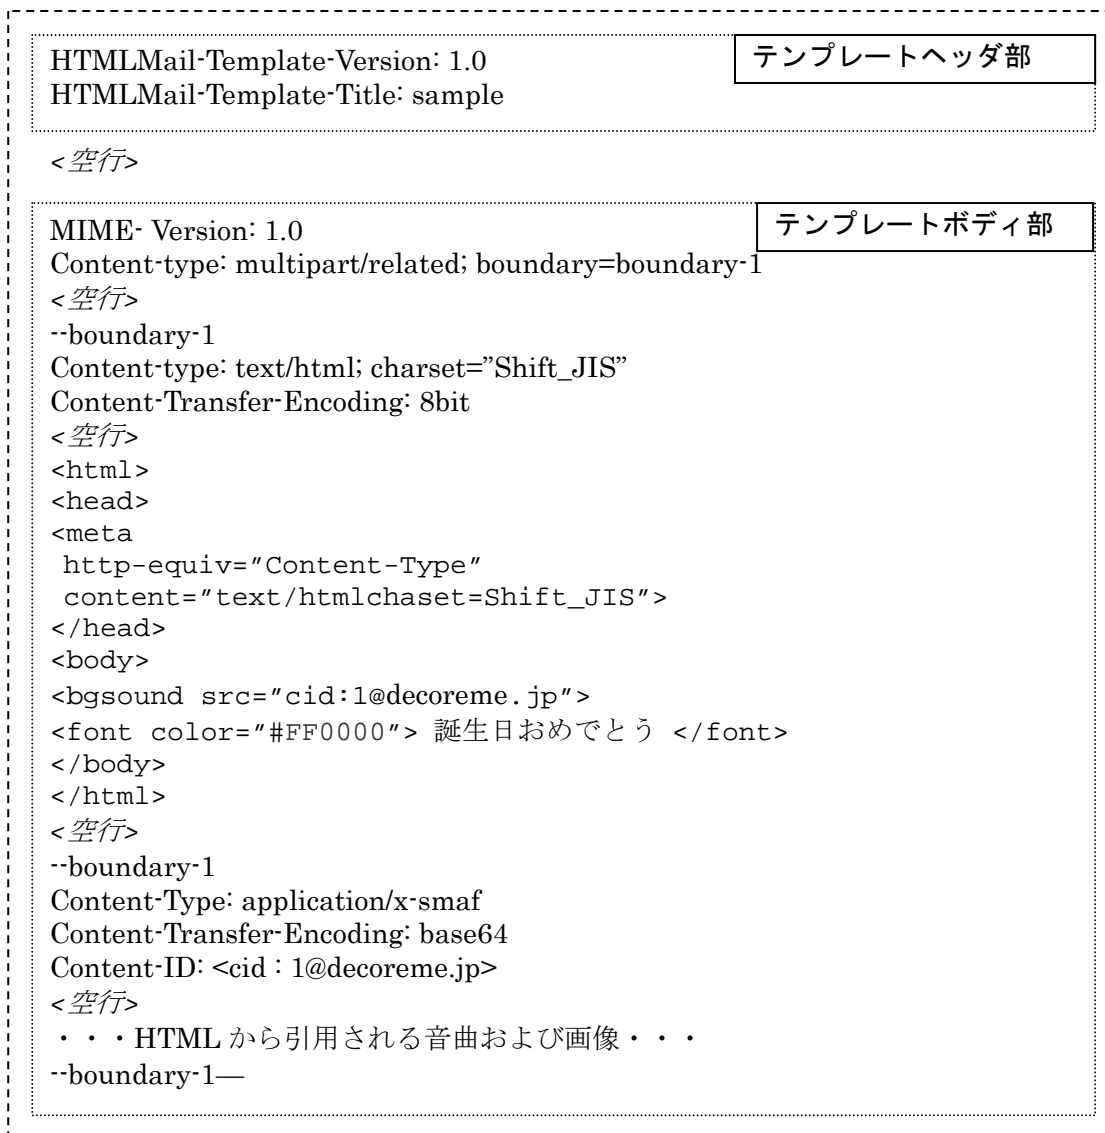 HTMLMail-Template-Version: 1.0
テンプレートヘッダ部
HTMLMail-Template-Title: sample
<空行>
MIME- Version: 1.0
テンプレートボディ部
Content-type: multipart/related; boundary=boundary-1
<空行>
--boundary-1
Content-type: text/html; charset=”Shift_JIS”
Content-Transfer-Encoding: 8bit
<空行>
<html>
<head>
<meta
http-equiv=″Content-Type″
content=″text/htmlchaset=Shift_JIS″>
</head>
<body>
<bgsound src=″cid:1@decoreme.jp″>
<font color=″#FF0000″> 誕生日おめでとう </font>
</body>
</html>
<空行>
--boundary-1
Content-Type: application/x-smaf
Content-Transfer-Encoding: base64
Content-ID: <cid：1@decoreme.jp>
<空行>
・・・HTML から引用される音曲および画像・・・
--boundary-1—